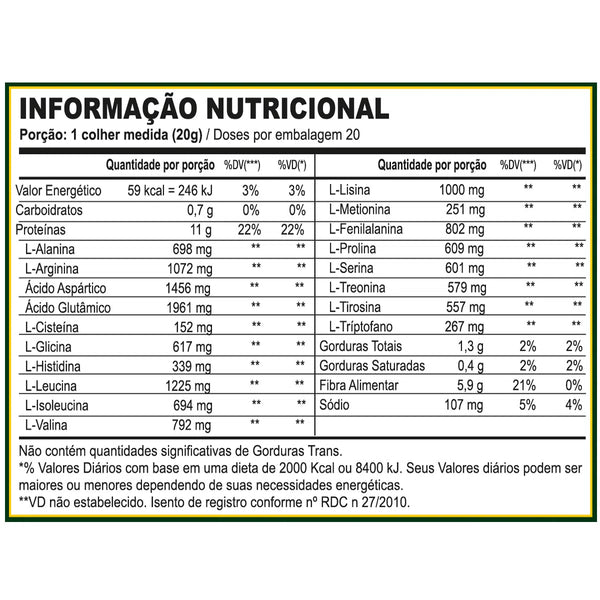 INFORMAÇÃO NUTRICIONAL
Porção: 1 colher medida (20g) / Doses por embalagem 20
Quantidade por porção %DV(***) %VD(*)
Valor Energético 59 kcal = 246 kJ 3% 3%
Carboidratos 0,7 g 0% 0%
Proteínas 11 g 22% 22%
L-Alanina 698 mg ** **
L-Arginina 1072 mg ** **
Ácido Aspártico 1456 mg ** **
Ácido Glutâmico 1961 mg ** **
L-Cisteína 152 mg ** **
L-Glicina 617 mg ** **
L-Histidina 339 mg ** **
L-Leucina 1225 mg ** **
L-Isoleucina 694 mg ** **
L-Valina 792 mg ** **
Quantidade por porção %DV(***) %VD(*)
L-Lisina 1000 mg ** **
L-Metionina 251 mg ** **
L-Fenilalanina 802 mg ** **
L-Prolina 609 mg ** **
L-Serina 601 mg ** **
L-Treonina 579 mg ** **
L-Tirosina 557 mg ** **
L-Tríptofano 267 mg ** **
Gorduras Totais 1,3 g 2% 2%
Gorduras Saturadas 0,4 g 2% 2%
Fibra Alimentar 5,9 g 21% 0%
Sódio 107 mg 5% 4%
Não contém quantidades significativas de Gorduras Trans.
*% Valores Diários com base em uma dieta de 2000 Kcal ou 8400 kJ. Seus Valores diários podem ser
maiores ou menores dependendo de suas necessidades energéticas.
**VD não estabelecido. Isento de registro conforme nº RDC n 27/2010.